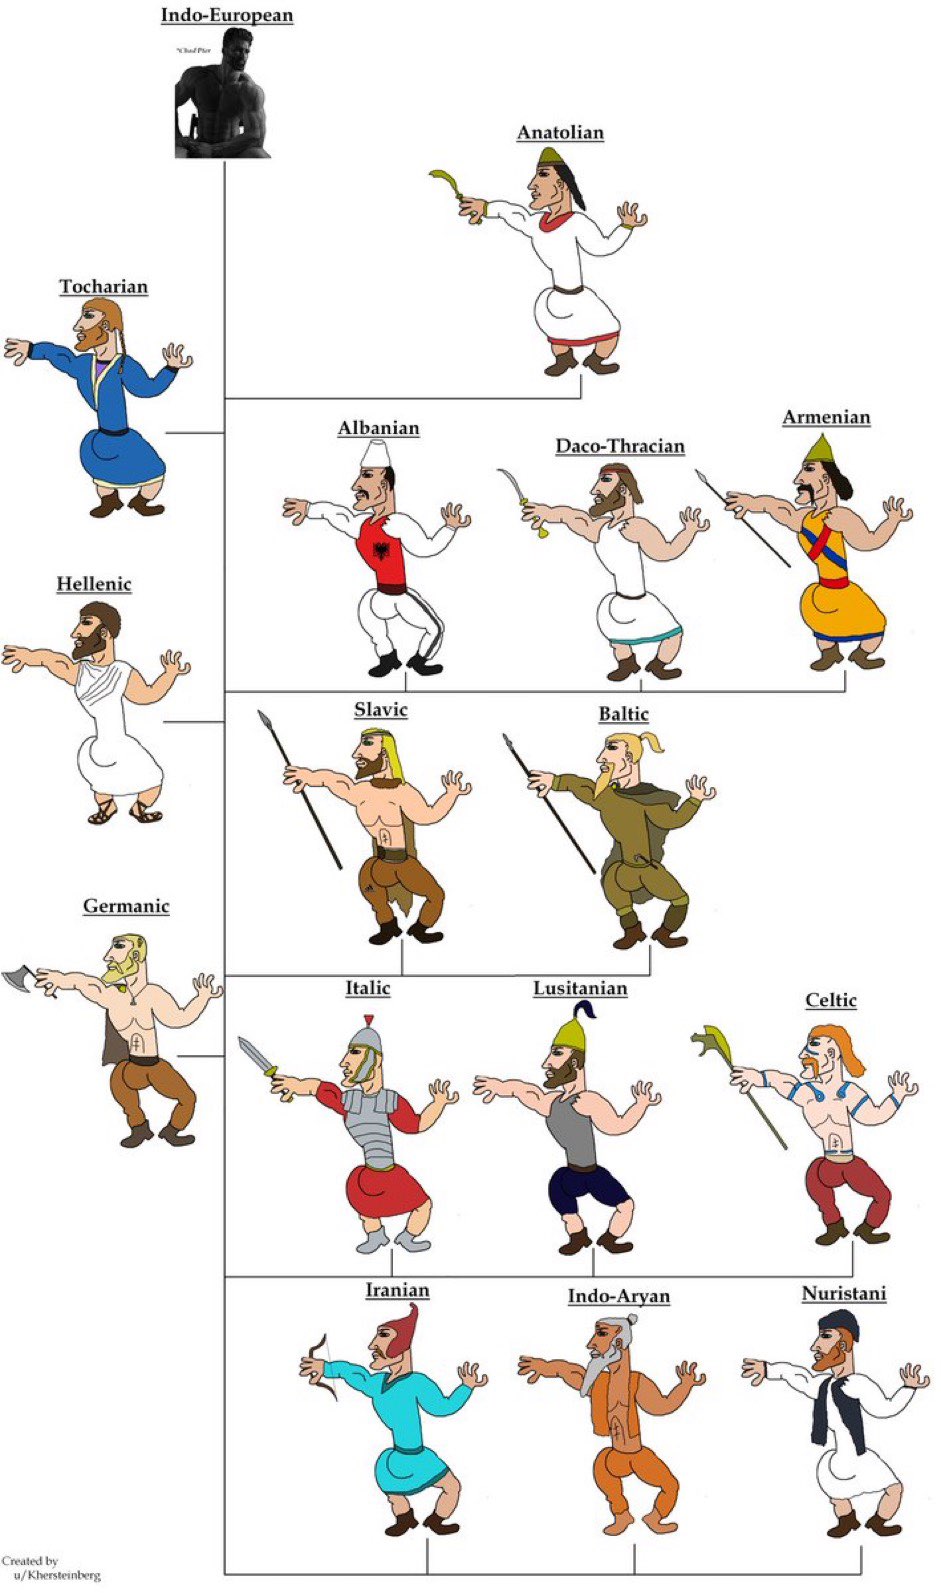 Indo-European
*Chad Ptər
Anatolian
Tocharian
Albanian
Daco-Thracian
Armenian
Hellenic
Slavic
Baltic
Germanic
Italic
Lusitanian
Celtic
Iranian
Indo-Aryan
Nuristani
Created by
u/Khersteinberg